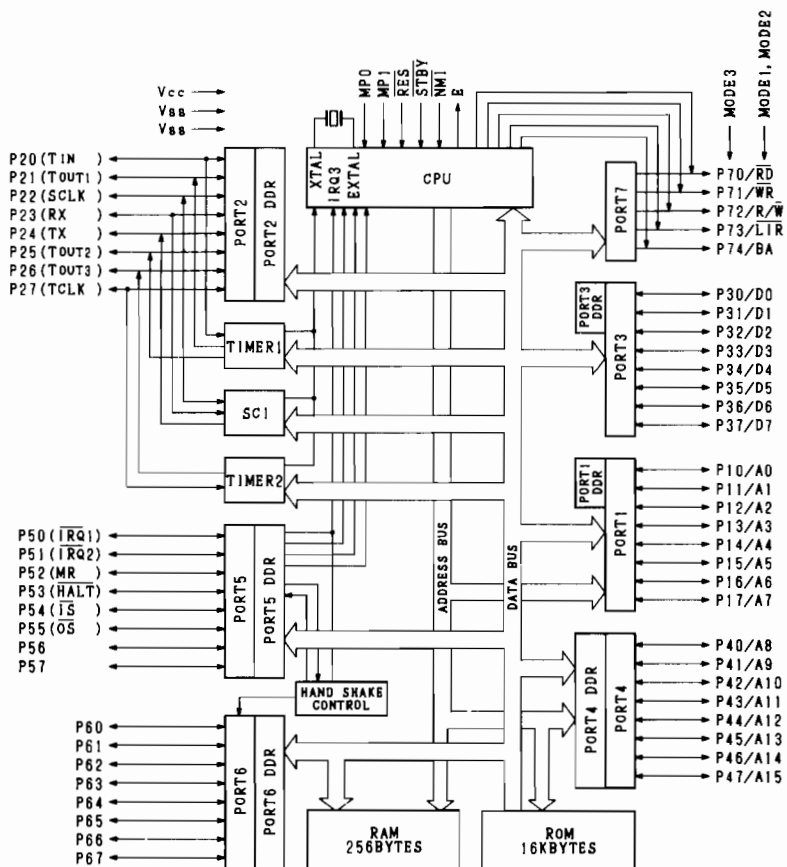 MODE3
MODE1, MODE2
Vcc
Vss
Vss
MP0
MP1
RES
STBY
NMI
E
P20(TIN )
P21(TOUT1)
P22(SCLK )
P23(RX )
P24(TX )
P25(TOUT2)
P26(TOUT3)
P27(TCLK )
PORT2
PORT2 DDR
XTAL
IRQ3
EXTAL
CPU
PORT7
P70/RD
P71/WR
P72/R/W
P73/LIR
P74/BA
TIMER1
SCI
TIMER2
PORT3
DDR
PORT3
P30/D0
P31/D1
P32/D2
P33/D3
P34/D4
P35/D5
P36/D6
P37/D7
PORT1
DDR
PORT1
P10/A0
P11/A1
P12/A2
P13/A3
P14/A4
P15/A5
P16/A6
P17/A7
P50(IRQ1)
P51(IRQ2)
P52(MR )
P53(HALT)
P54(IS )
P55(OS )
P56
P57
PORT5
PORT5 DDR
ADDRESS BUS
DATA BUS
HAND SHAKE
CONTROL
PORT4 DDR
PORT4
P40/A8
P41/A9
P42/A10
P43/A11
P44/A12
P45/A13
P46/A14
P47/A15
P60
P61
P62
P63
P64
P65
P66
P67
PORT6
PORT6 DDR
RAM
256BYTES
ROM
16KBYTES